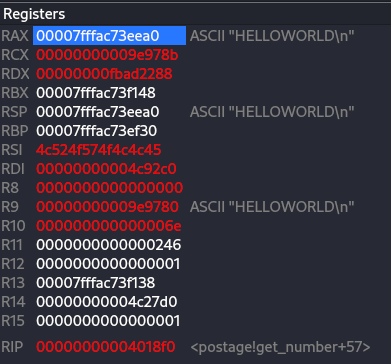 Registers
RAX 00007fffac73eea0 ASCII "HELLOWORLD\n"
RCX 00000000009e978b
RDX 00000000fbad2288
RBX 00007fffac73f148
RSP 00007fffac73eea0 ASCII "HELLOWORLD\n"
RBP 00007fffac73ef30
RSI 4c524f574f4c4c45
RDI 00000000004c92c0
R8 0000000000000000
R9 00000000009e9780 ASCII "HELLOWORLD\n"
R10 000000000000006e
R11 0000000000000246
R12 0000000000000001
R13 00007fffac73f138
R14 00000000004c27d0
R15 0000000000000001
RIP 00000000004018f0 <postage!get_number+57>